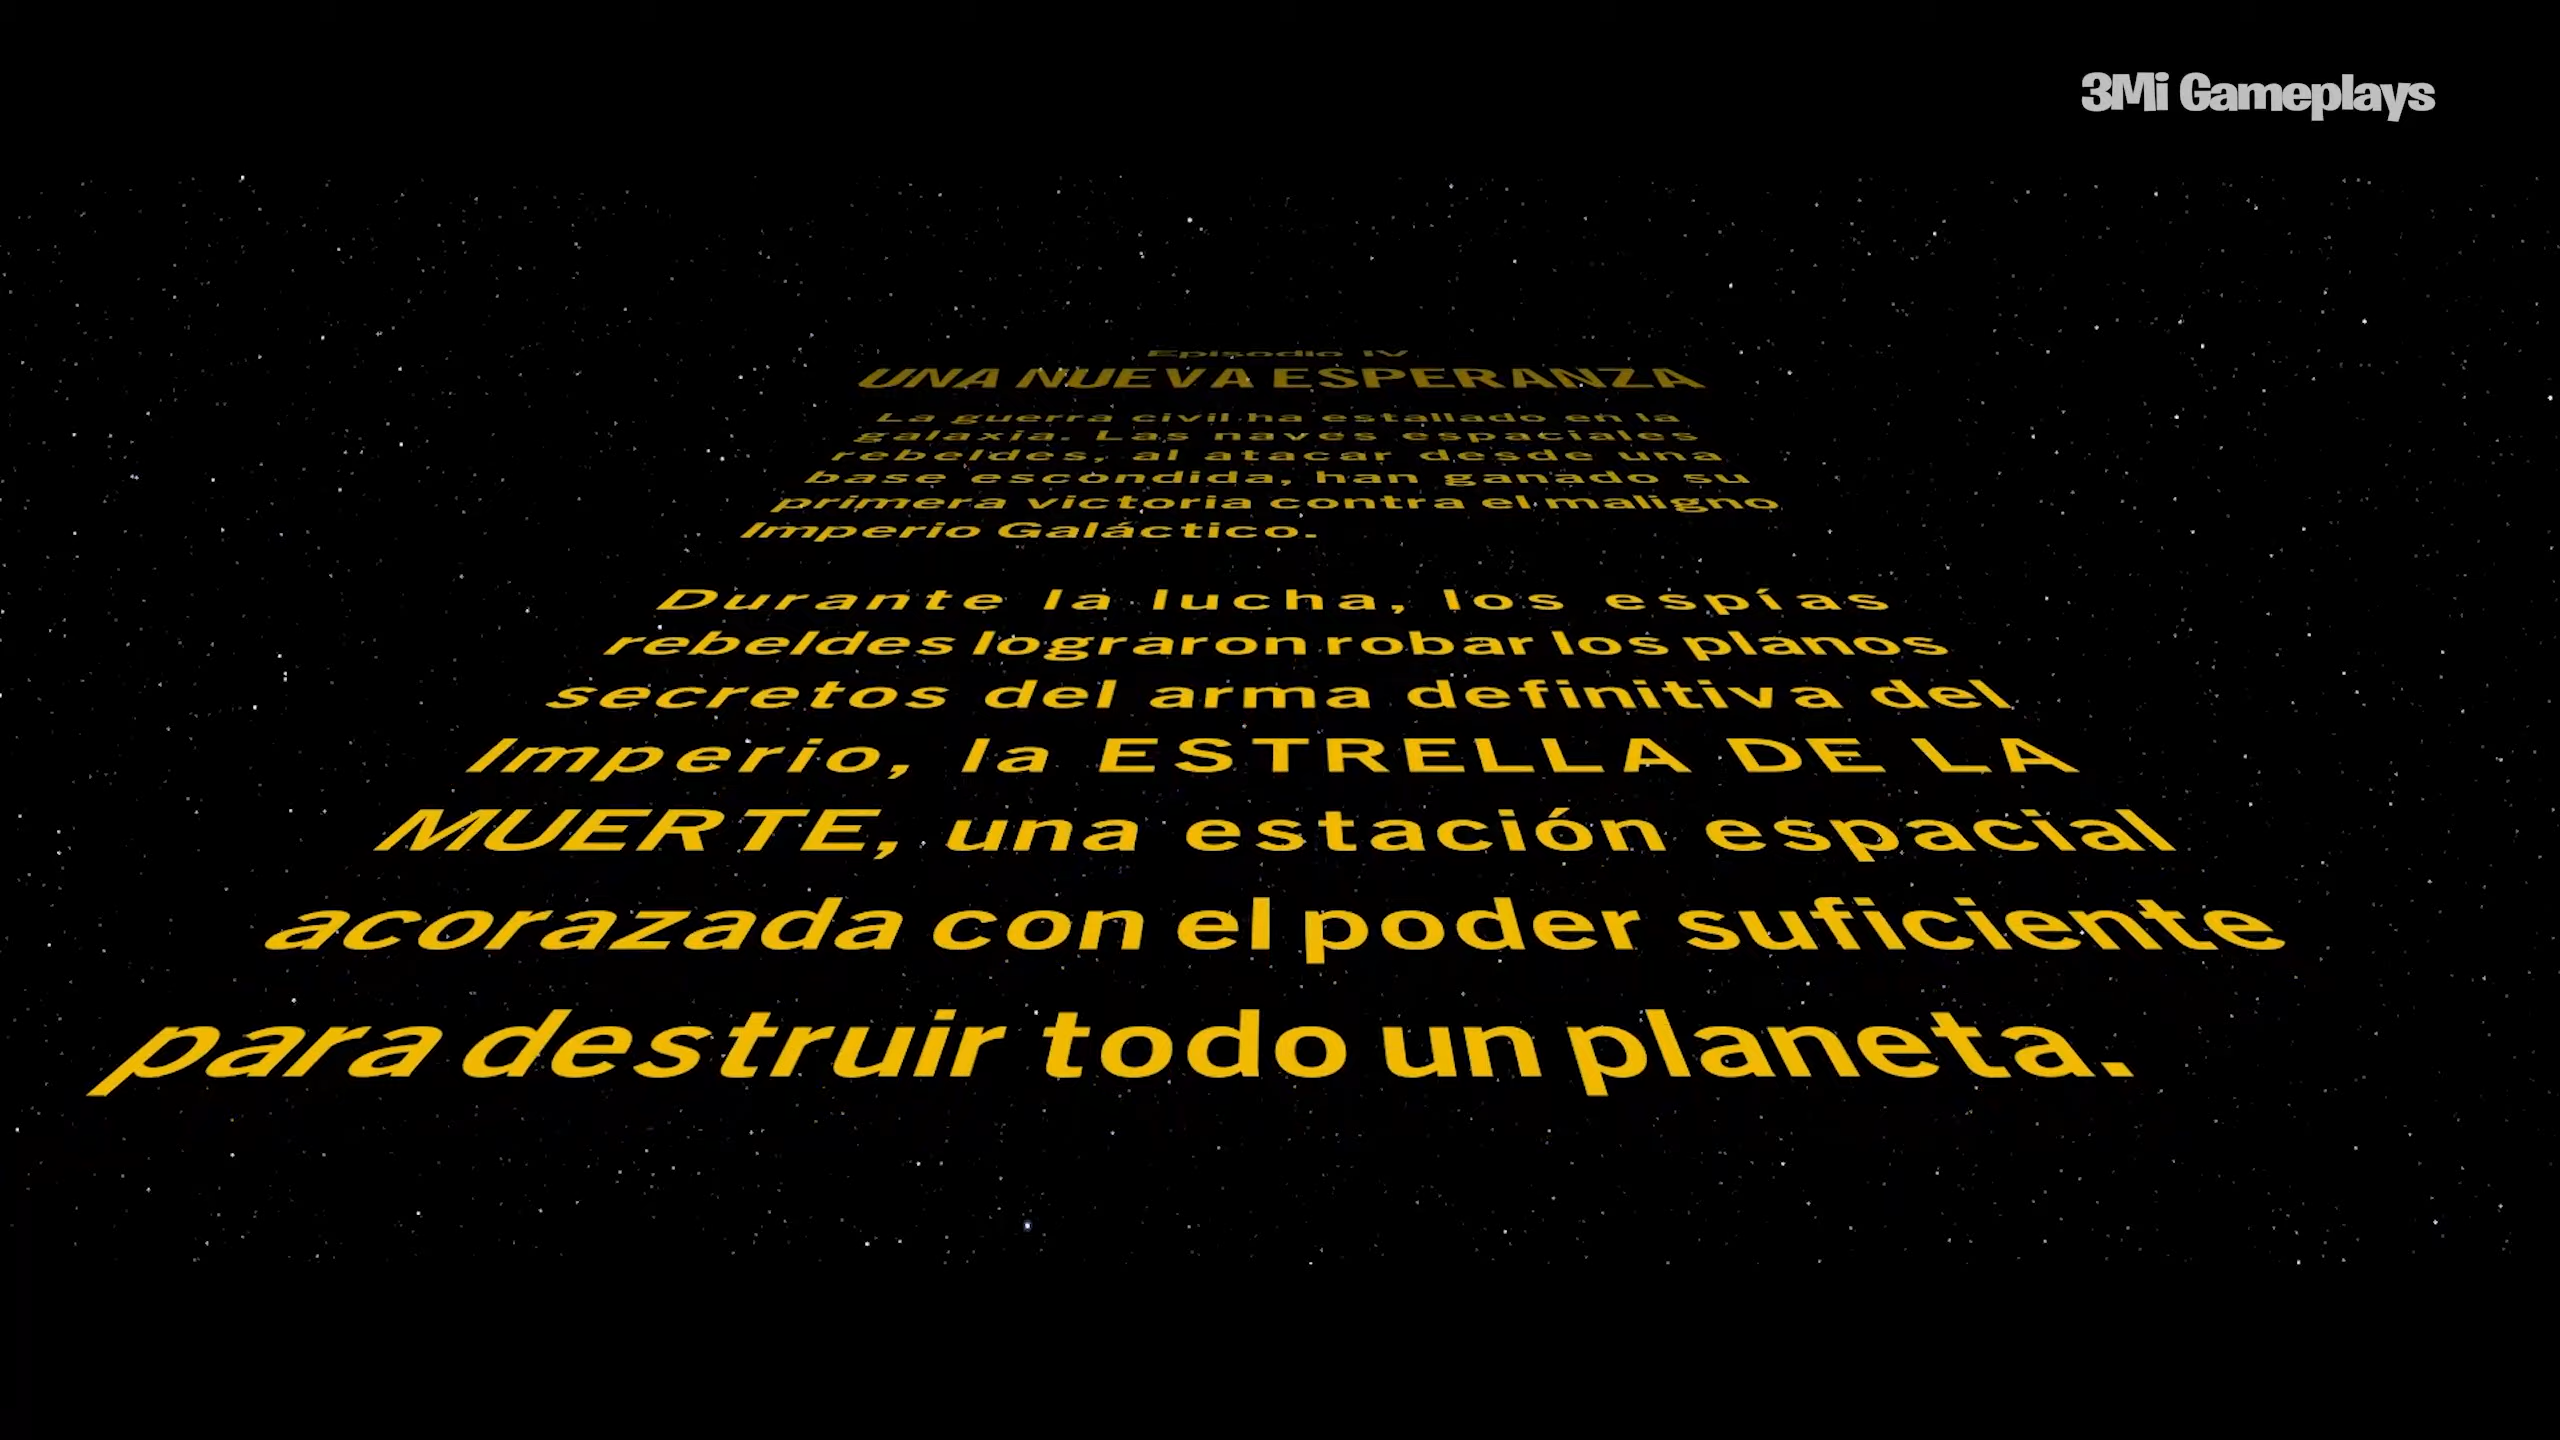 3Mi Gameplays
Episodio IV
UNA NUEVA ESPERANZA
La guerra civil ha estallado en la
galaxia. Las naves espaciales
rebeldes, al atacar desde una
base escondida, han ganado su
primera victoria contra el maligno
Imperio Galáctico.
Durante la lucha, los espías
rebeldes lograron robar los planos
secretos del arma definitiva del
Imperio, la ESTRELLA DE LA
MUERTE, una estación espacial
acorazada con el poder suficiente
para destruir todo un planeta.